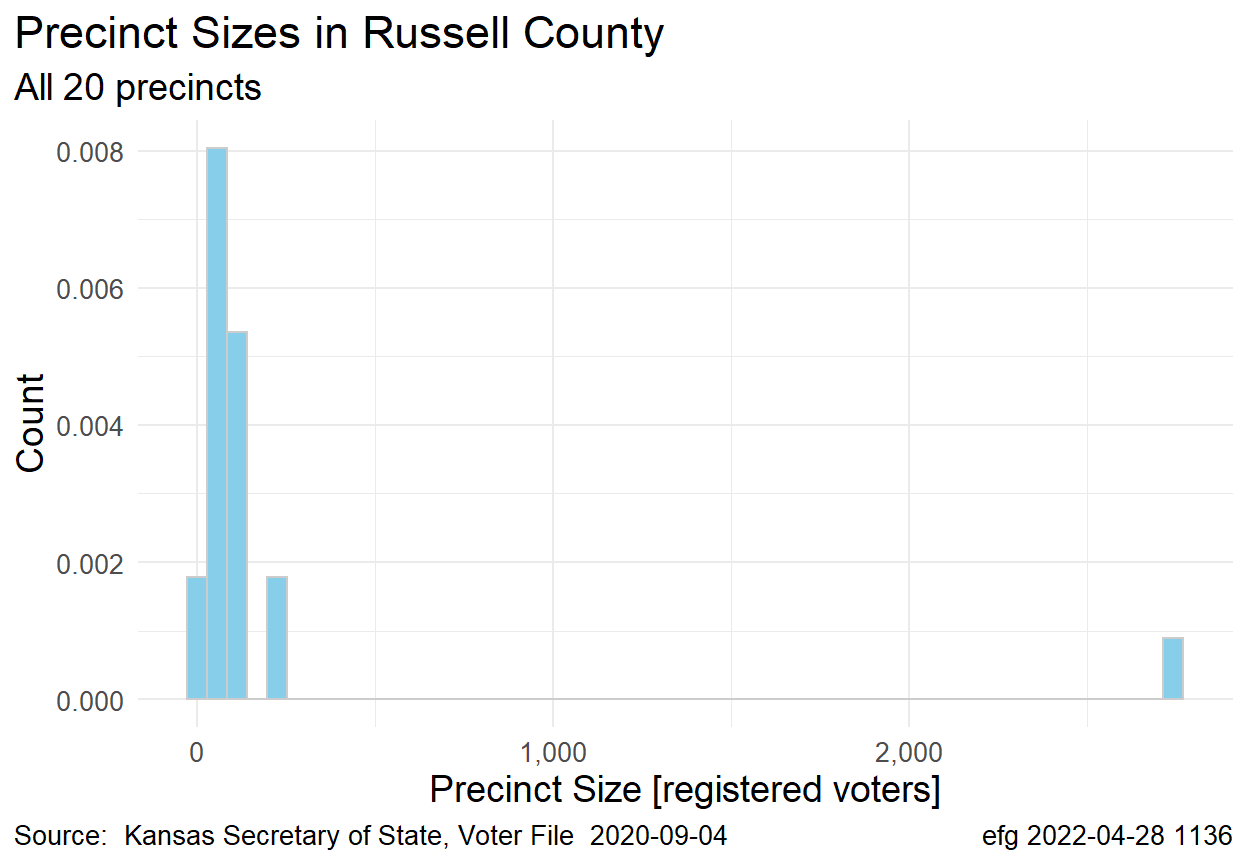 Precinct Sizes in Russell County
All 20 precincts
0.008
0.006
0.004
0.002
0.000
Count
0 1,000 2,000
Precinct Size [registered voters]
Source:  Kansas Secretary of State, Voter File  2020-09-04 efg 2022-04-28 1136